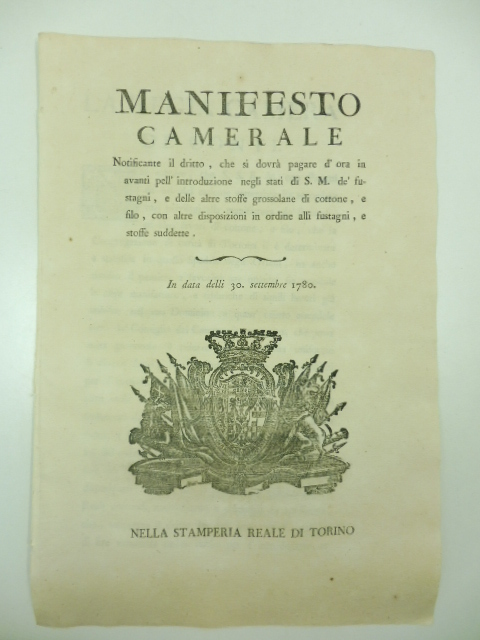 MANIFESTO
CAMERALE
Notificante il dritto, che si dovrà pagare d' ora in
avanti pell' introduzione negli stati di S. M. de' fu-
stagni, e delle altre stoffe grossolane di cottone, e
filo, con altre disposizioni in ordine alli fustagni, e
stoffe suddette.
In data delli 30. settembre 1780.
NELLA STAMPERIA REALE DI TORINO